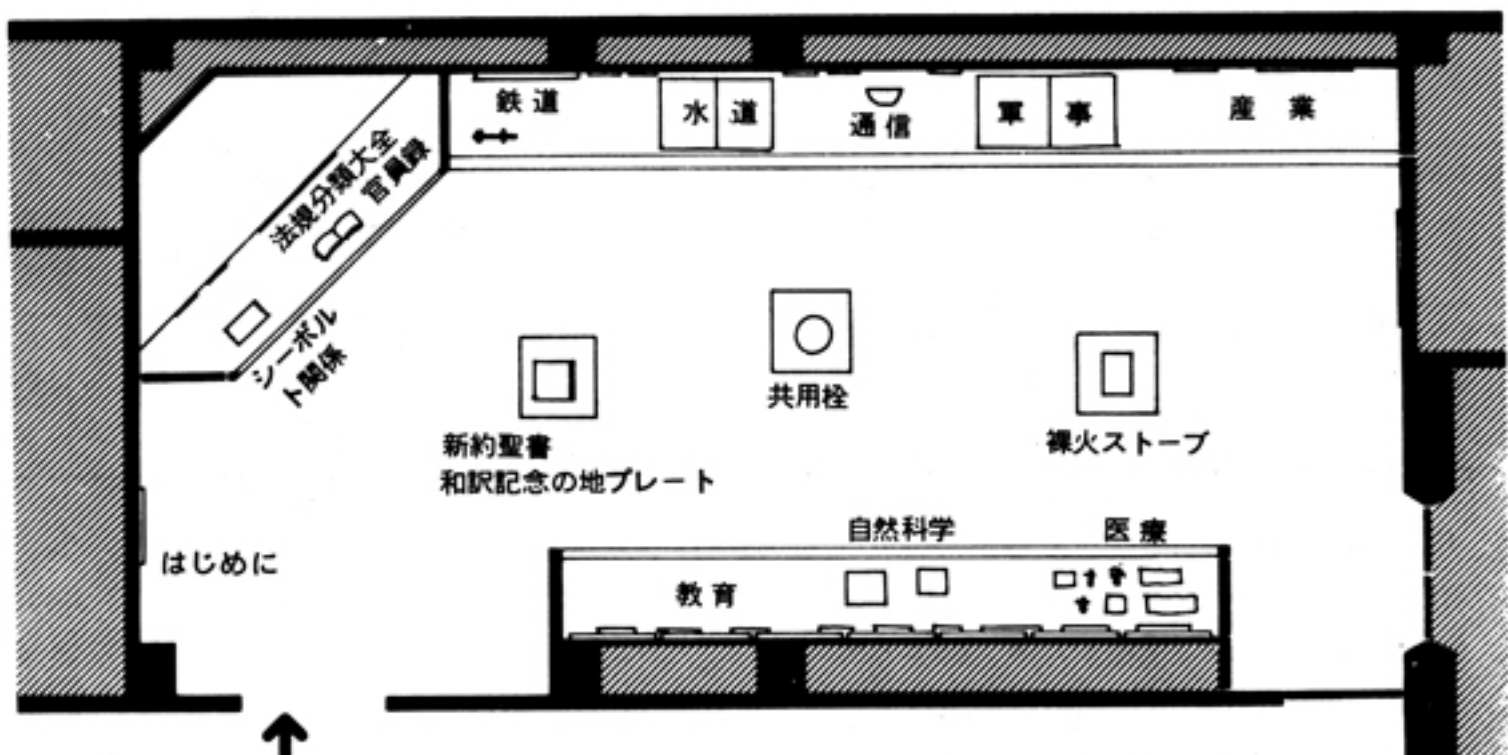 鉄道
水道
通信
軍事
産業
法規分類大全
官員録
シーボル
ト関係
共用栓
新約聖書
和訳記念の地プレート
裸火ストーブ
はじめに
自然科学
医療
教育